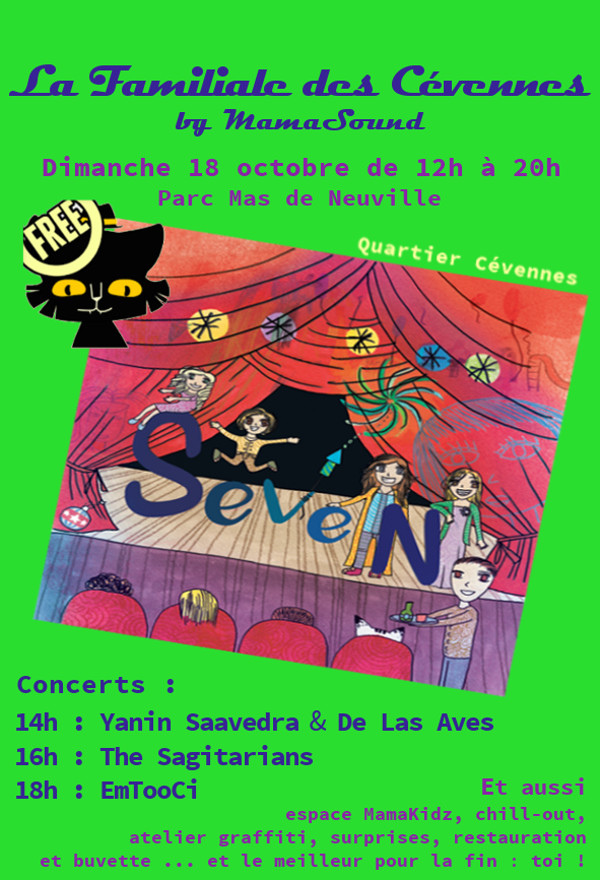 La Familiale des Cévennes
by MamaSound
Dimanche 18 octobre de 12h à 20h
Parc Mas de Neuville
FREE
Quartier Cévennes
SeveN
Concerts :
14h : Yanin Saavedra & De Las Aves
16h : The Sagitarians
18h : EmTooCi
Et aussi
espace MamaKidz, chill-out,
atelier graffiti, surprises, restauration
et buvette ... et le meilleur pour la fin : toi !